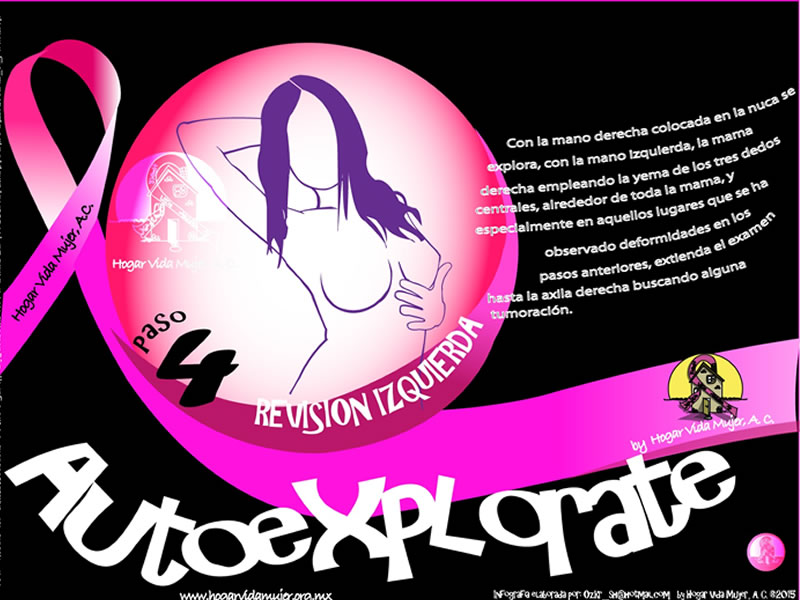 Hogar Vida Mujer, A.C.
Hogar Vida Mujer, A.C.
Con la mano derecha colocada en la nuca se
explora, con la mano izquierda, la mama
derecha empleando la yema de los tres dedos
centrales, alrededor de toda la mama, y
especialmente en aquellos lugares que se ha
observado deformidades en los
pasos anteriores, extienda el examen
hasta la axila derecha buscando alguna
tumoración.
Paso
4
REVISION IZQUIERDA
by Hogar Vida Mujer, A. C.
AutoeXPLorate
www.hogarvidamujer.org.mx
Infografia elaborada por: by Hogar Vida Mujer, A. C. ®2015